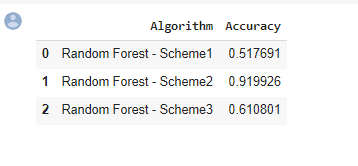 Algorithm Accuracy
0 Random Forest - Scheme1 0.517691
1 Random Forest - Scheme2 0.919926
2 Random Forest - Scheme3 0.610801